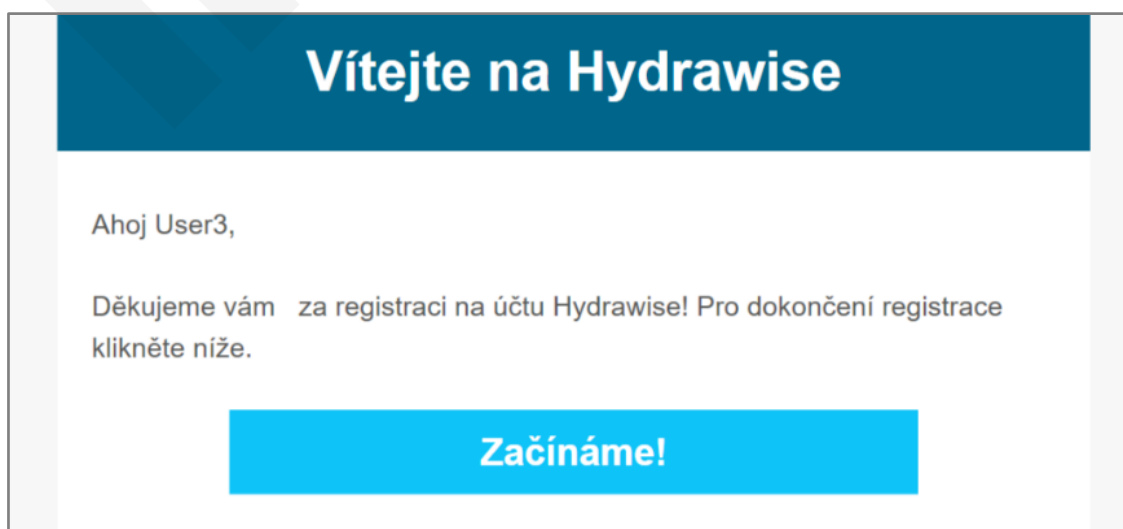 Vítejte na Hydrawise
Ahoj User3,
Děkujeme vám   za registraci na účtu Hydrawise! Pro dokončení registrace
klikněte níže.
Začínáme!